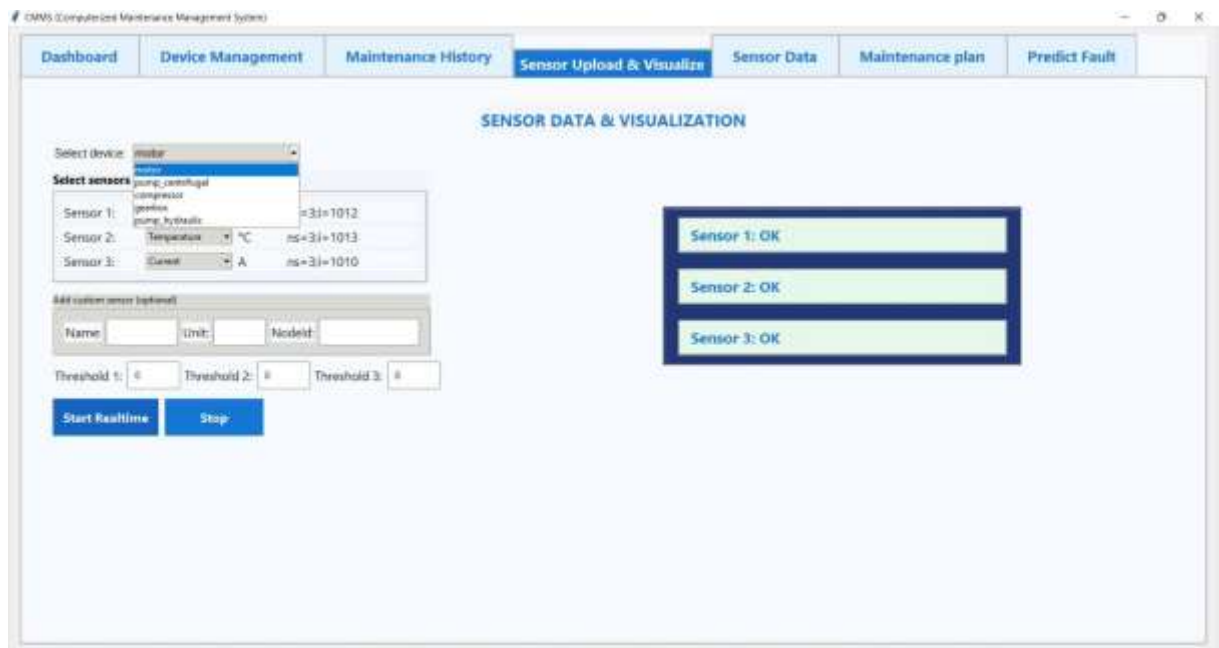 CMMS (Computerized Maintenance Management System)
Dashboard Device Management Maintenance History Sensor Upload & Visualize Sensor Data Maintenance plan Predict Fault
SENSOR DATA & VISUALIZATION
Select device: motor
motor
Select sensors
pump_centrifugal
compressor
gearbox
pump_hydraulic
Sensor 1: =3;i=1012
Sensor 2: Temperature °C ns=3;i=1013
Sensor 3: Current A ns=3;i=1010
Add custom sensor (optional)
Name: Unit: NodeId:
Threshold 1: Threshold 2: Threshold 3:
Start Realtime Stop
Sensor 1: OK
Sensor 2: OK
Sensor 3: OK